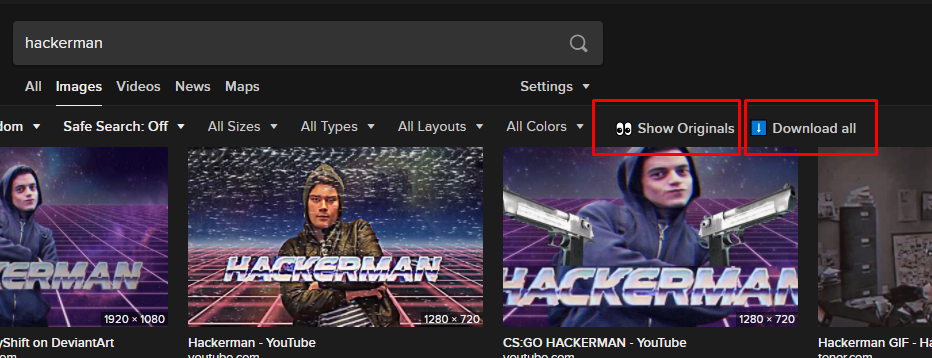 hackerman
All Images Videos News Maps Settings
dom Safe Search: Off All Sizes All Types All Layouts All Colors Show Originals Download all
KERMAN
HACKERMAN
HACKERMAN
1920 × 1080
1280 × 720
1280 × 720
yShift on DeviantArt
Hackerman - YouTube
CS:GO HACKERMAN - YouTube
Hackerman GIF - Ha
youtube.com
youtube.com
tenor.com